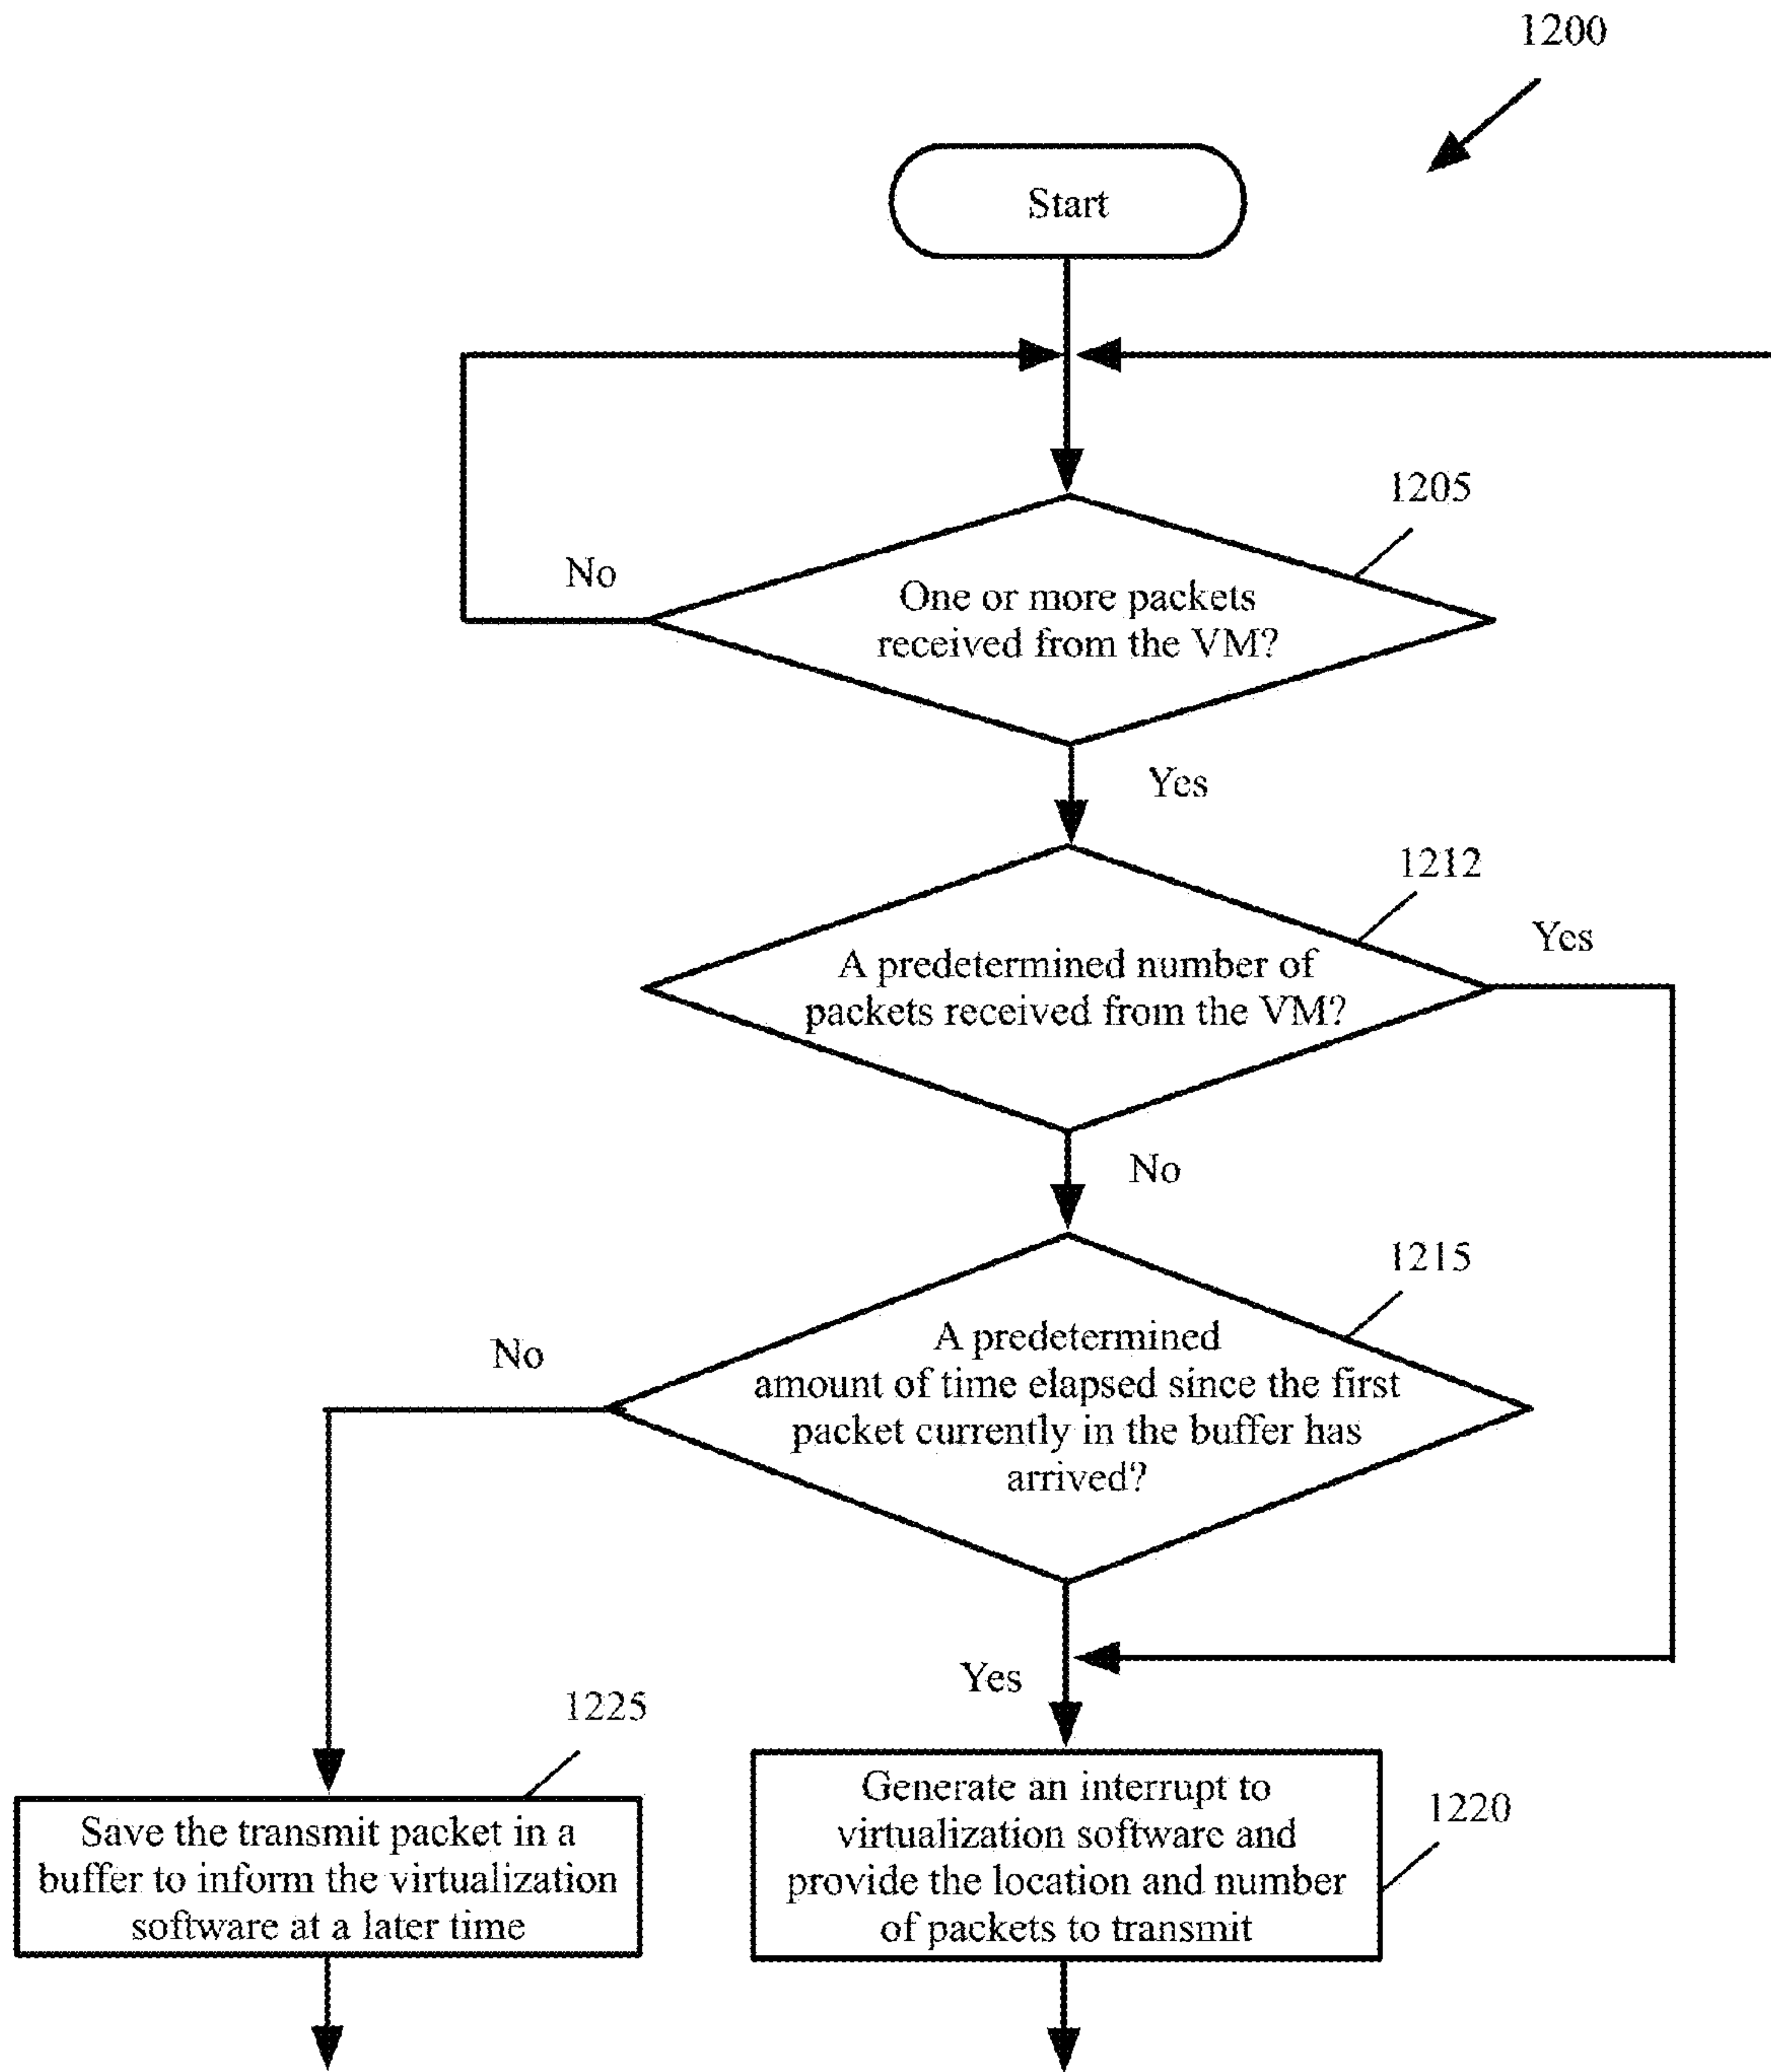 1200
Start
1205
No
One or more packets
received from the VM?
Yes
1212
Yes
A predetermined number of
packets received from the VM?
No
1215
No
A predetermined
amount of time elapsed since the first
packet currently in the buffer has
arrived?
Yes
1225
Save the transmit packet in a
buffer to inform the virtualization
software at a later time
Generate an interrupt to
virtualization software and
provide the location and number
of packets to transmit
1220